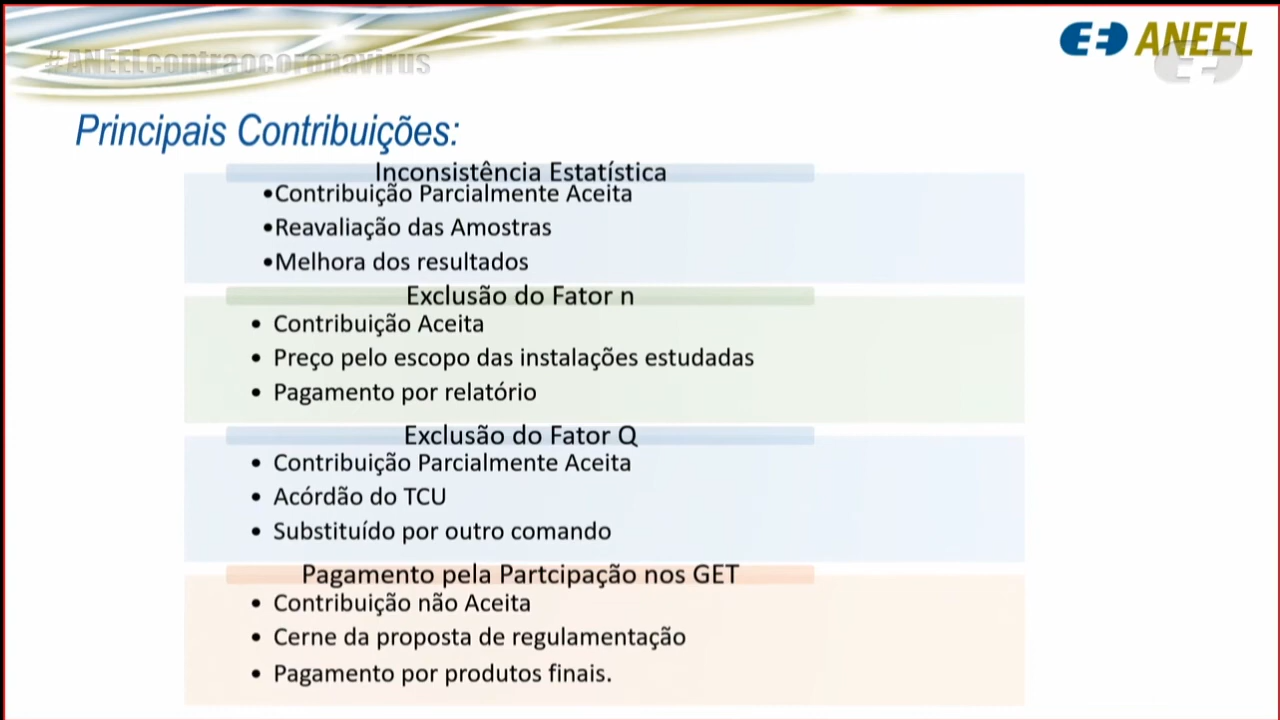 #ANEELcontraocoronavirus
ANEEL
Principais Contribuições:
Inconsistência Estatística
•Contribuição Parcialmente Aceita
•Reavaliação das Amostras
•Melhora dos resultados
Exclusão do Fator n
• Contribuição Aceita
• Preço pelo escopo das instalações estudadas
• Pagamento por relatório
Exclusão do Fator Q
• Contribuição Parcialmente Aceita
• Acórdão do TCU
• Substituído por outro comando
Pagamento pela Partcipação nos GET
• Contribuição não Aceita
• Cerne da proposta de regulamentação
• Pagamento por produtos finais.